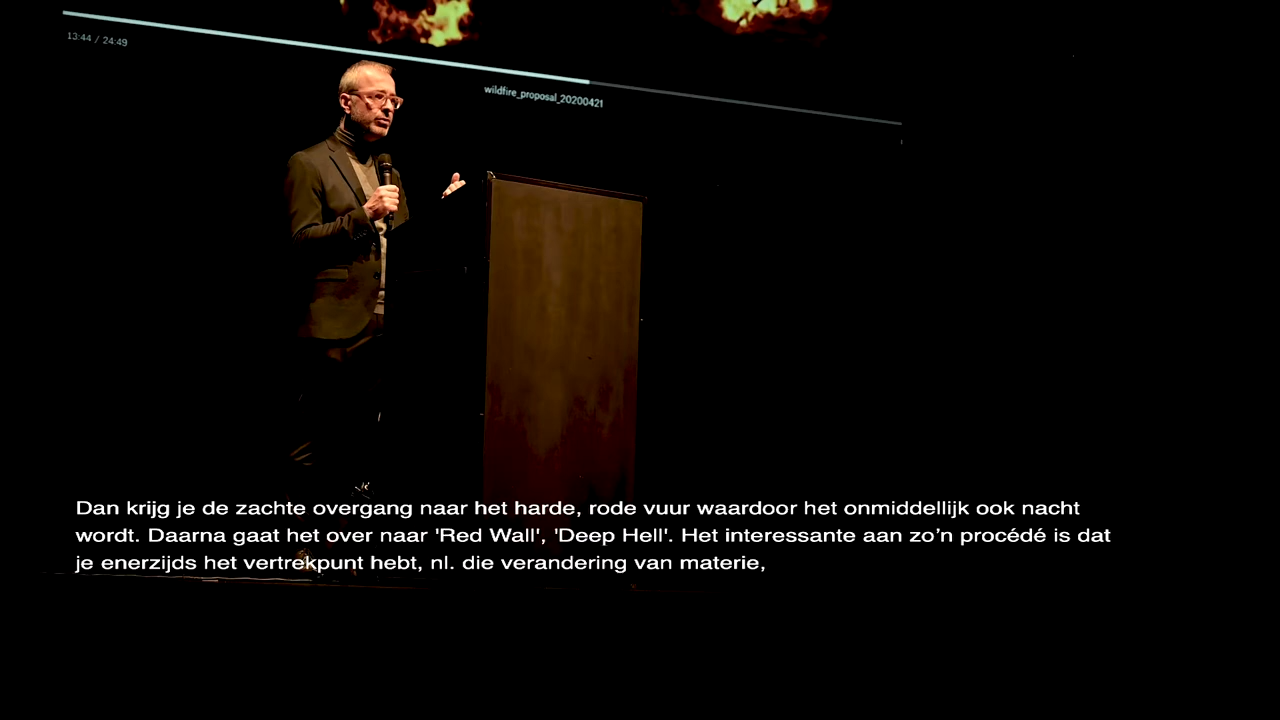 13:44 / 24:49
wildfire_proposal_20200421
Dan krijg je de zachte overgang naar het harde, rode vuur waardoor het onmiddellijk ook nacht
wordt. Daarna gaat het over naar 'Red Wall', 'Deep Hell'. Het interessante aan zo’n procédé is dat
je enerzijds het vertrekpunt hebt, nl. die verandering van materie,